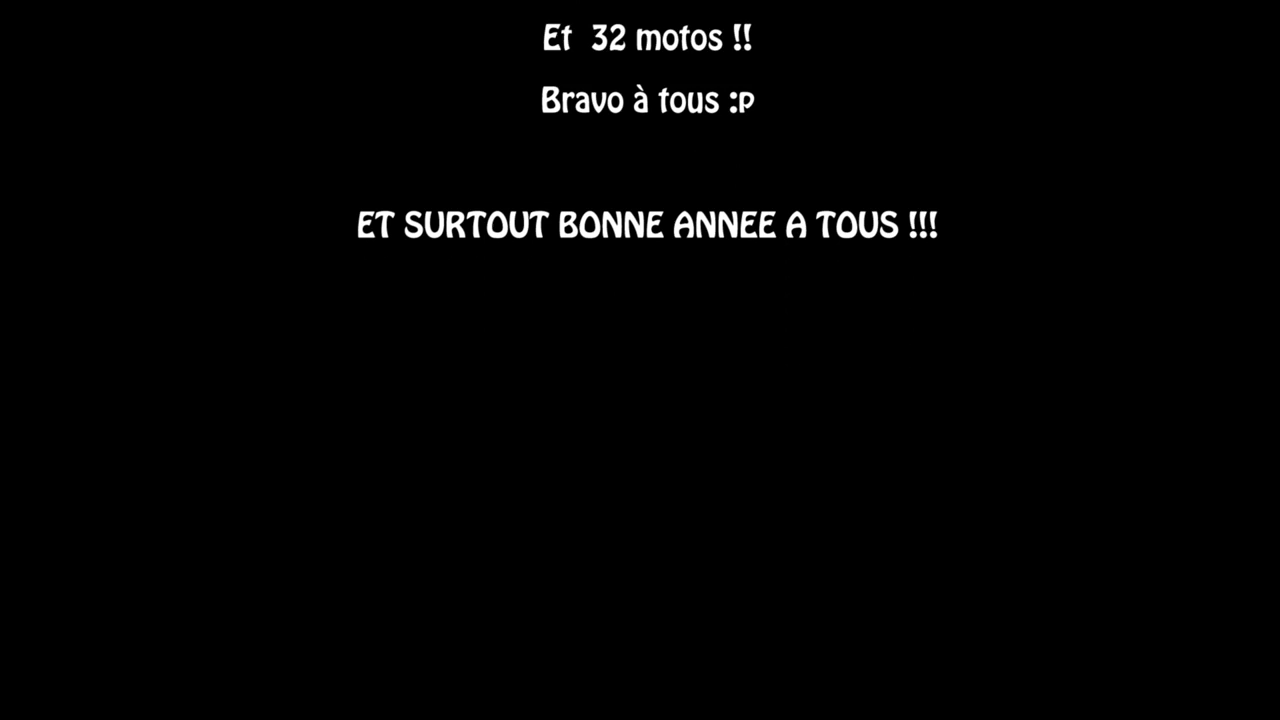 Et  32 motos !!
Bravo à tous :p
ET SURTOUT BONNE ANNEE A TOUS !!!